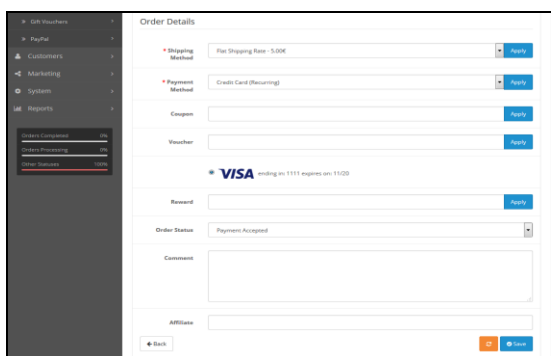 Gift Vouchers
PayPal
Customers
Marketing
System
Reports
Orders Completed 0%
Orders Processing 0%
Other Statuses 100%
Order Details
* Shipping Method
Flat Shipping Rate - 5.00€
Apply
* Payment Method
Credit Card (Recurring)
Apply
Coupon
Apply
Voucher
Apply
VISA ending in: 1111 expires on: 11/20
Reward
Apply
Order Status
Payment Accepted
Comment
Affiliate
Back
Save